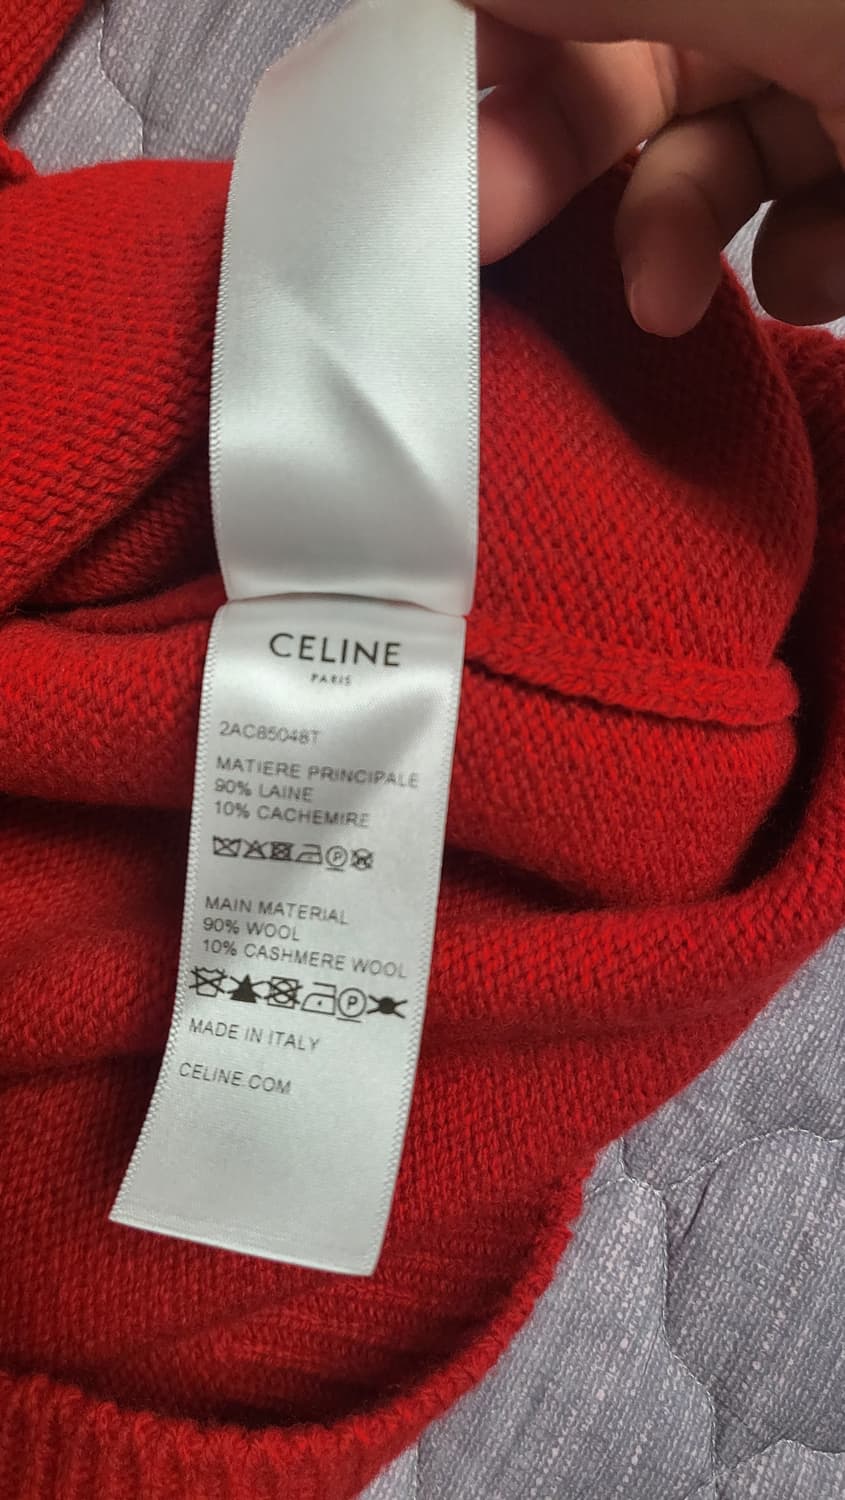 CELINE
PARIS
2AC85048T
MATIERE PRINCIPALE
90% LAINE
10% CACHEMIRE
P
MAIN MATERIAL
90% WOOL
10% CASHMERE WOOL
P
MADE IN ITALY
CELINE.COM